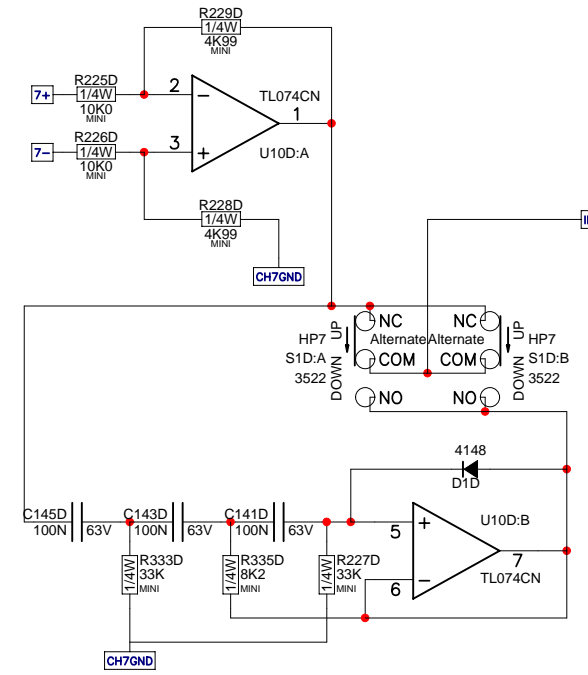 R229D
1/4W
4K99
MINI
7+
R225D
1/4W
10K0
MINI
2
TL074CN
1
7-
R226D
1/4W
10K0
MINI
3
U10D:A
R228D
1/4W
4K99
MINI
CH7GND
HP7
S1D:A
3522
UP
DOWN
NC
NC
Alternate
Alternate
COM
COM
NO
NO
UP
DOWN
HP7
S1D:B
3522
4148
D1D
C145D
100N
63V
C143D
100N
63V
C141D
100N
63V
5
6
7
U10D:B
TL074CN
R333D
33K
1/4W
MINI
R335D
8K2
1/4W
MINI
R227D
33K
1/4W
MINI
CH7GND